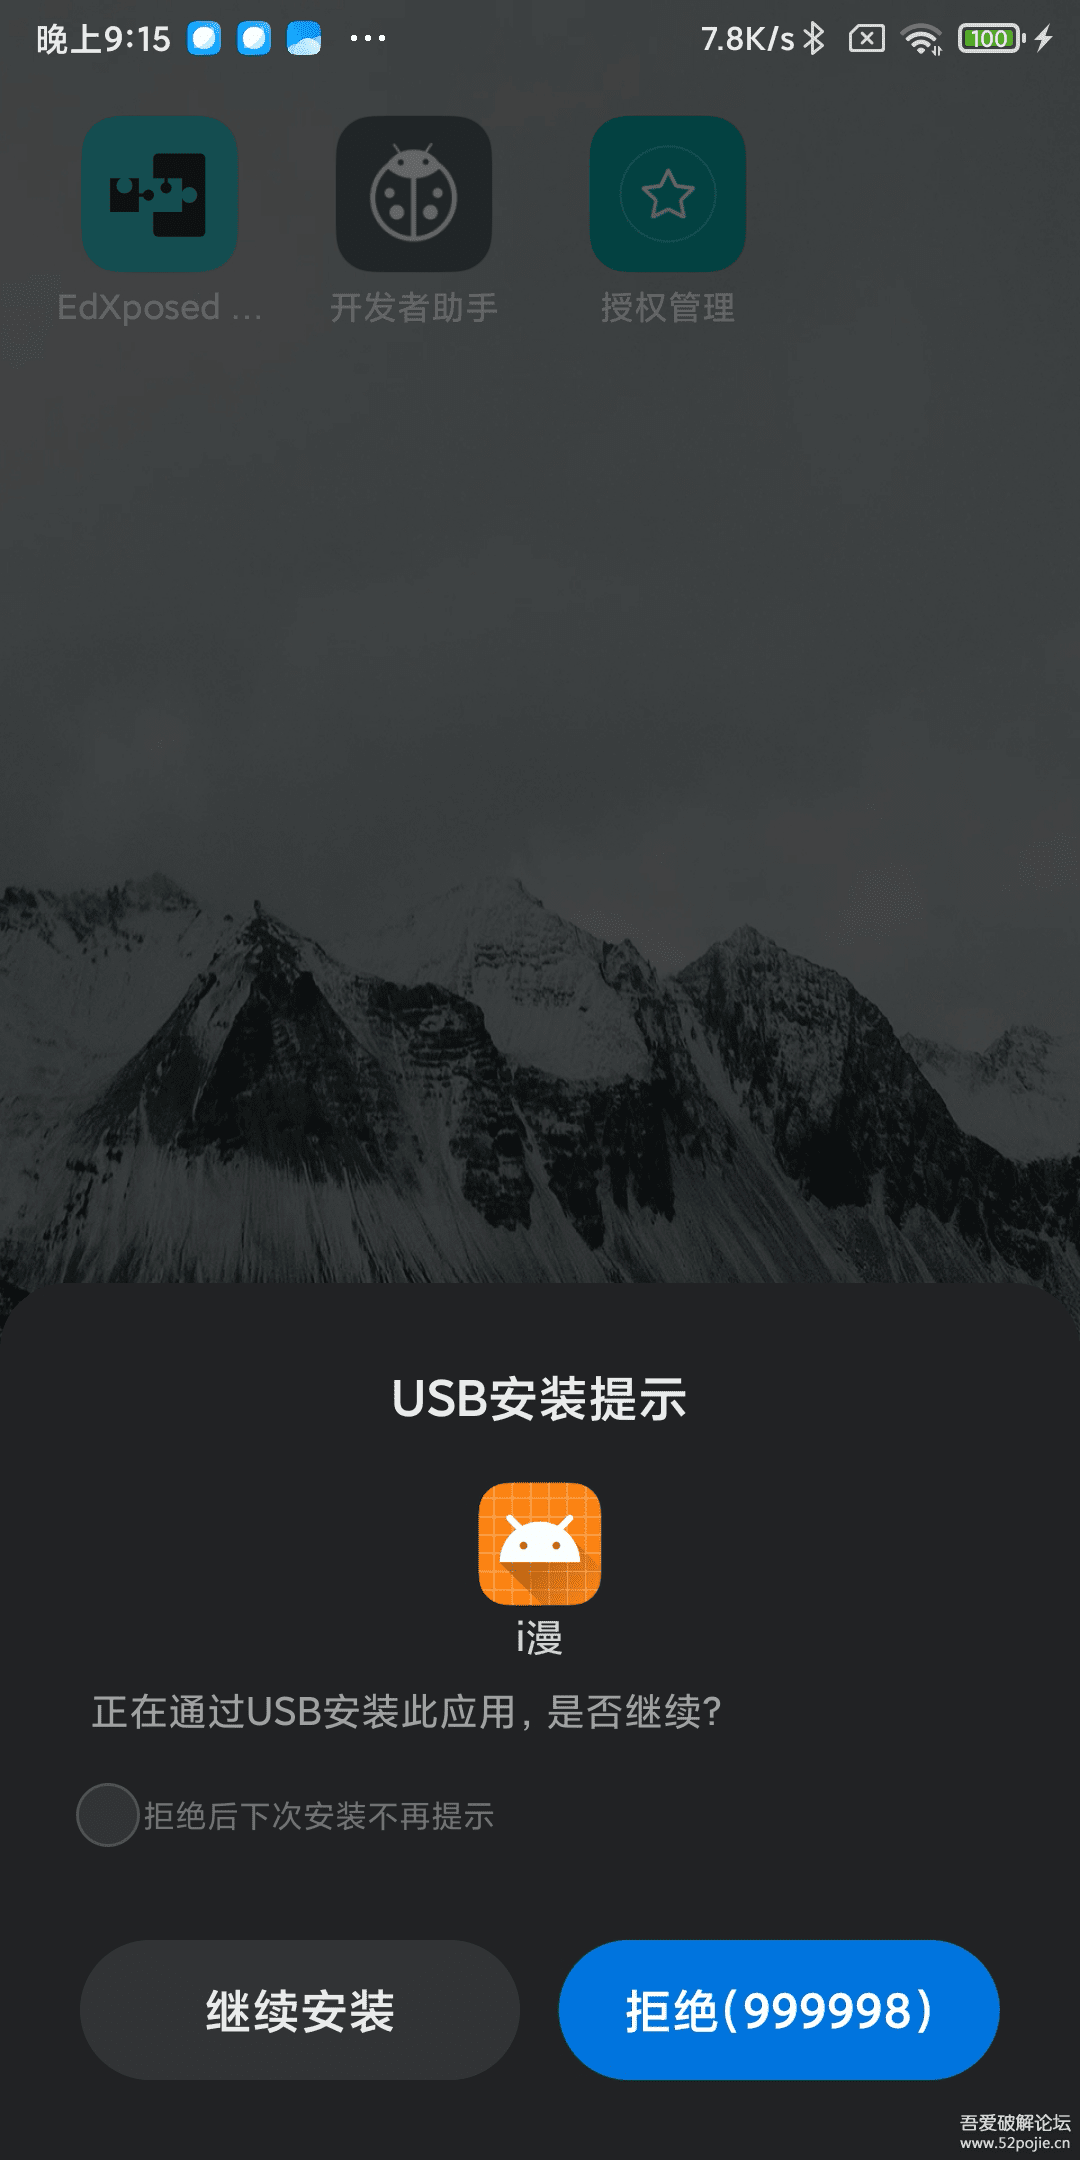 晚上9:15 7.8K/s 100
EdXposed ... 开发者助手 授权管理
USB安装提示
i漫
正在通过USB安装此应用, 是否继续?
拒绝后下次安装不再提示
继续安装 拒绝(999998)
吾爱破解论坛
www.52pojie.cn